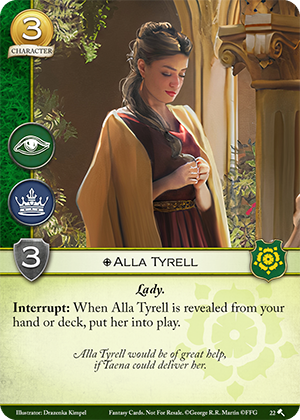 3
CHARACTER
3
ALLA TYRELL
Lady.
Interrupt: When Alla Tyrell is revealed from your
hand or deck, put her into play.
Alla Tyrell would be of great help,
if Taena could deliver her.
Illustrator: Drazenka Kimpel
Fantasy Cards. Not For Resale. ©George R.R. Martin ©FFG
22